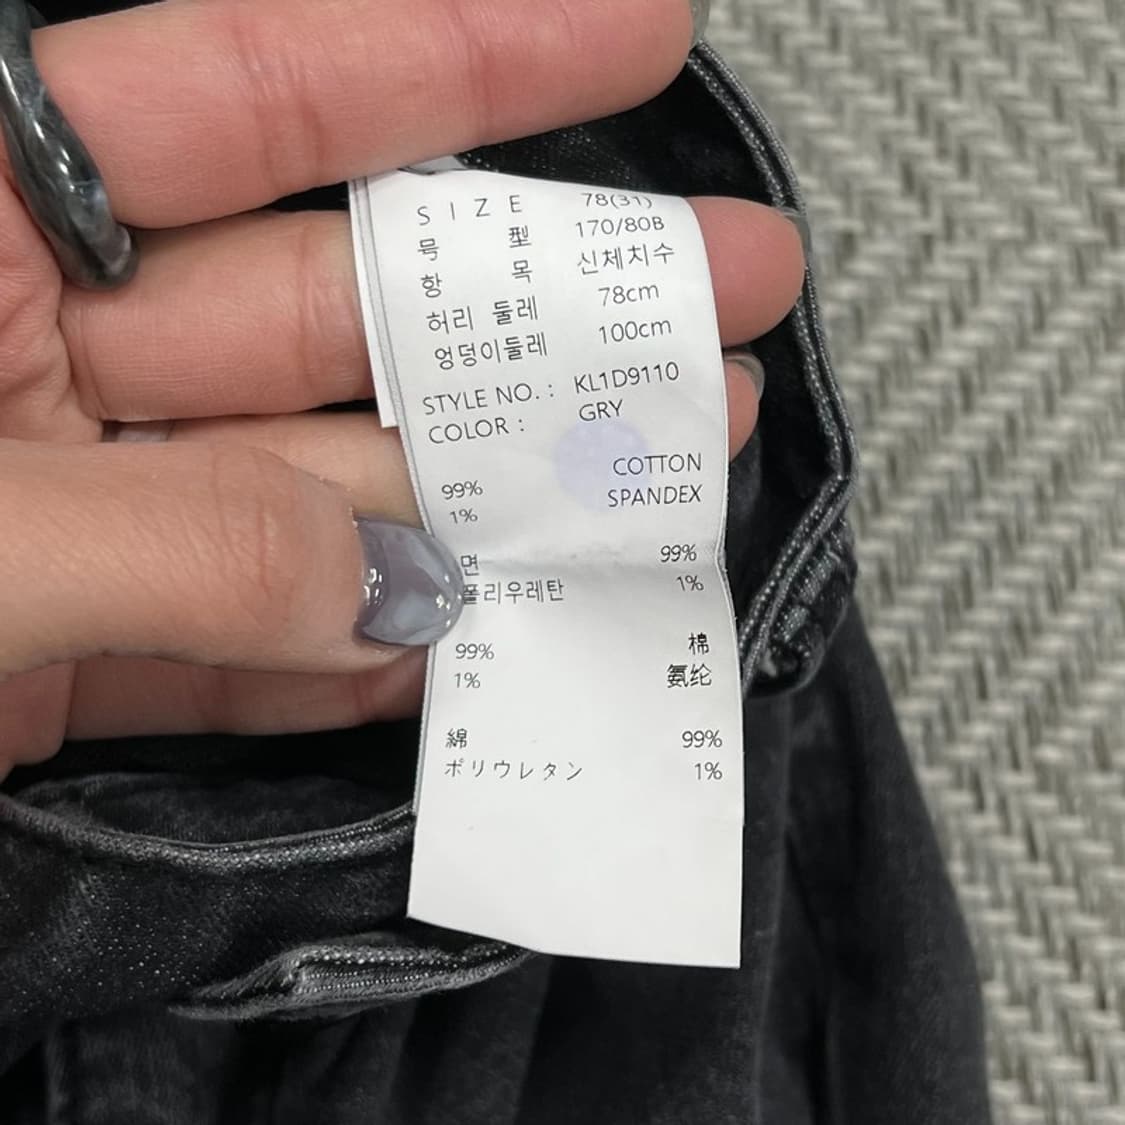 SIZE 78(31)
号型 170/80B
항목 신체치수
허리 둘레 78cm
엉덩이둘레 100cm
STYLE NO. : KL1D9110
COLOR : GRY
99% COTTON
1% SPANDEX
면 99%
폴리우레탄 1%
99% 棉
1% 氨纶
綿 99%
ポリウレタン 1%